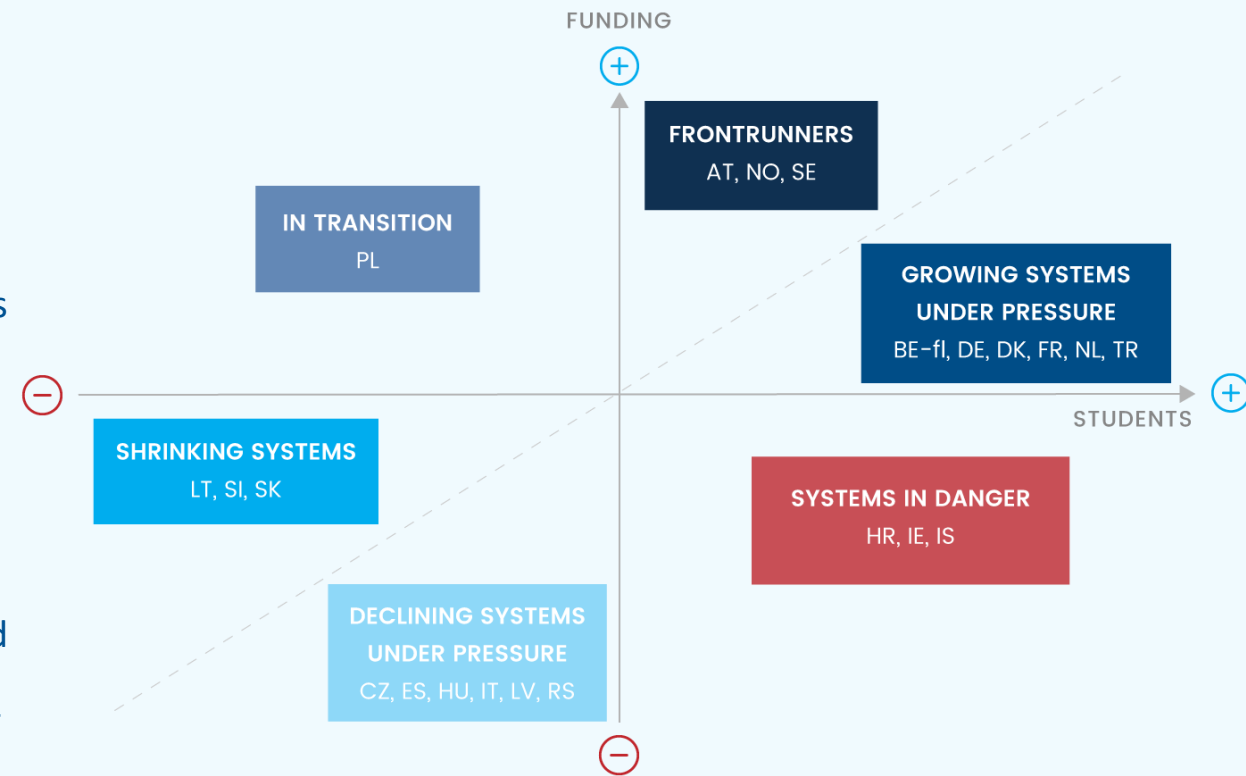 FUNDING
+
FRONTRUNNERS
AT, NO, SE
IN TRANSITION
PL
GROWING SYSTEMS
UNDER PRESSURE
BE-fl, DE, DK, FR, NL, TR
s
−
+
STUDENTS
SHRINKING SYSTEMS
LT, SI, SK
SYSTEMS IN DANGER
HR, IE, IS
DECLINING SYSTEMS
UNDER PRESSURE
CZ, ES, HU, IT, LV, RS
d
−